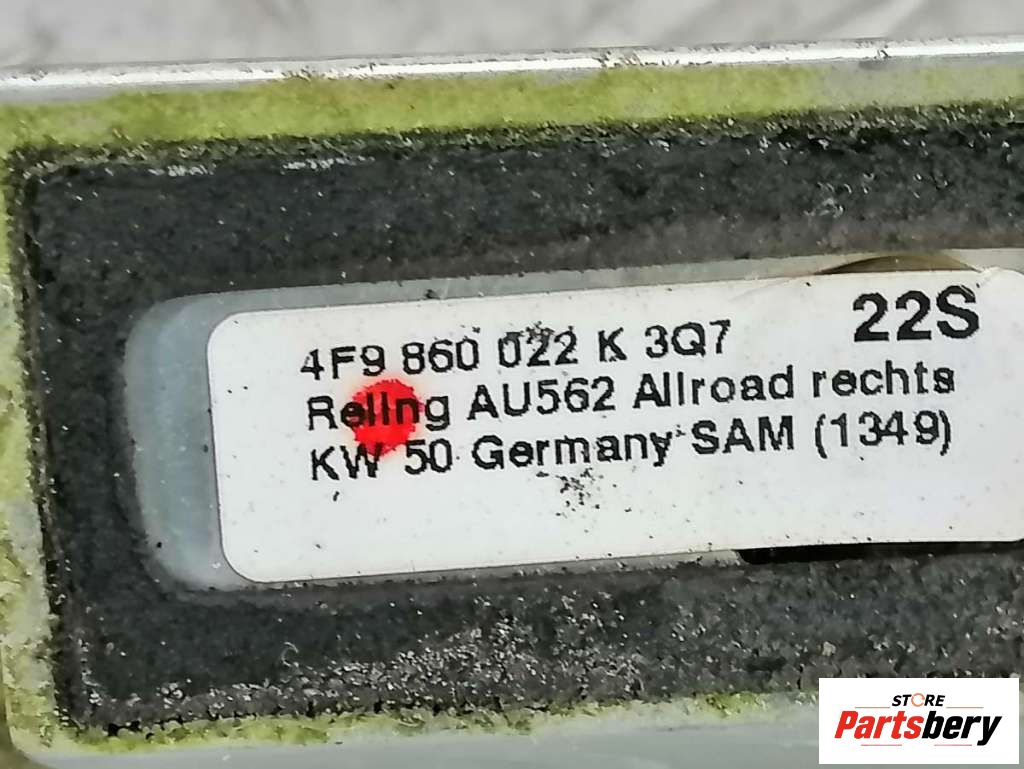 22S
4F9 860 022 K 3Q7
Reling AU562 Allroad rechts
KW 50 Germany SAM (1349)
STORE
Partsbery